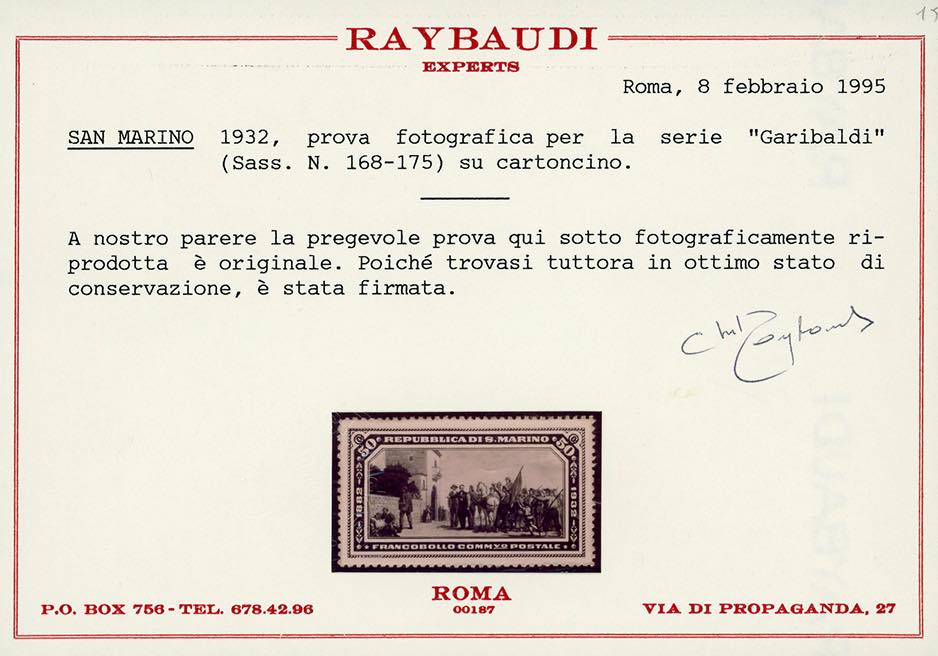 RAYBAUDI
EXPERTS
Roma, 8 febbraio 1995
SAN MARINO 1932, prova fotografica per la serie "Garibaldi"
(Sass. N. 168-175) su cartoncino.
A nostro parere la pregevole prova qui sotto fotograficamente ri-
prodotta è originale. Poiché trovasi tuttora in ottimo stato di
conservazione, è stata firmata.
50 REPUBBLICA DI S. MARINO 50
1882 1932
FRANCOBOLLO COMMVO POSTALE
P.O. BOX 756 - TEL. 678.42.96
ROMA
00187
VIA DI PROPAGANDA, 27